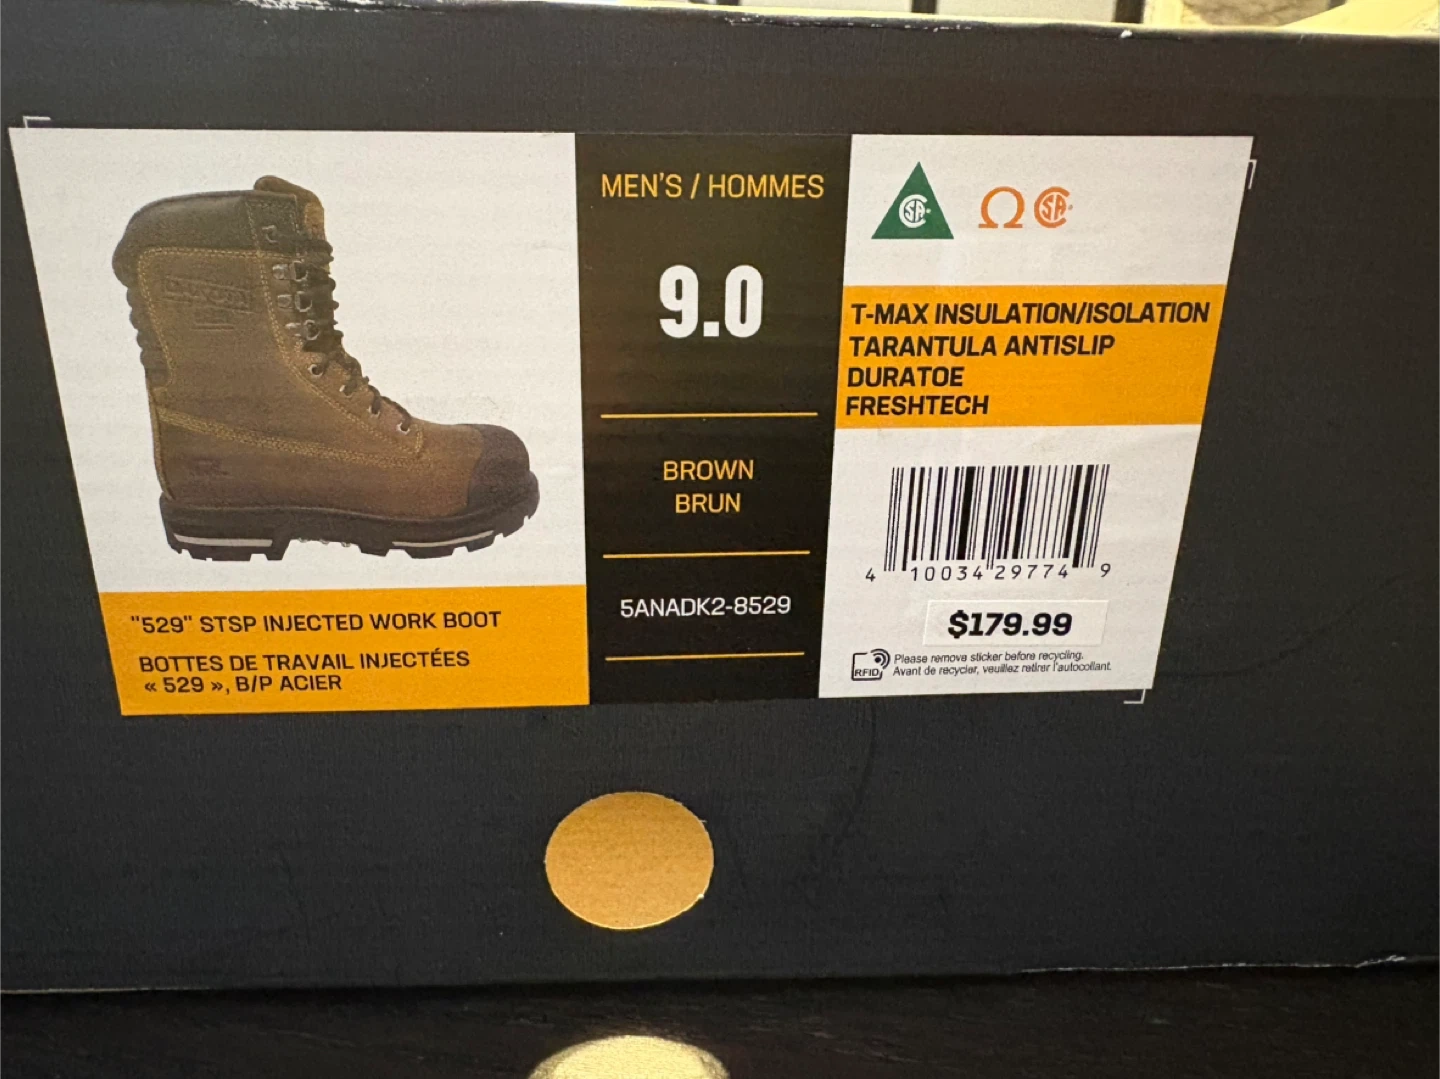 "529" STSP INJECTED WORK BOOT
BOTTES DE TRAVAIL INJECTÉES
« 529 », B/P ACIER
MEN'S / HOMMES
9.0
BROWN
BRUN
5ANADK2-8529
CSA
Ω CSA
T-MAX INSULATION/ISOLATION
TARANTULA ANTISLIP
DURATOE
FRESHTECH
4 10034 29774 9
$179.99
RFID
Please remove sticker before recycling.
Avant de recycler, veuillez retirer l'autocollant.